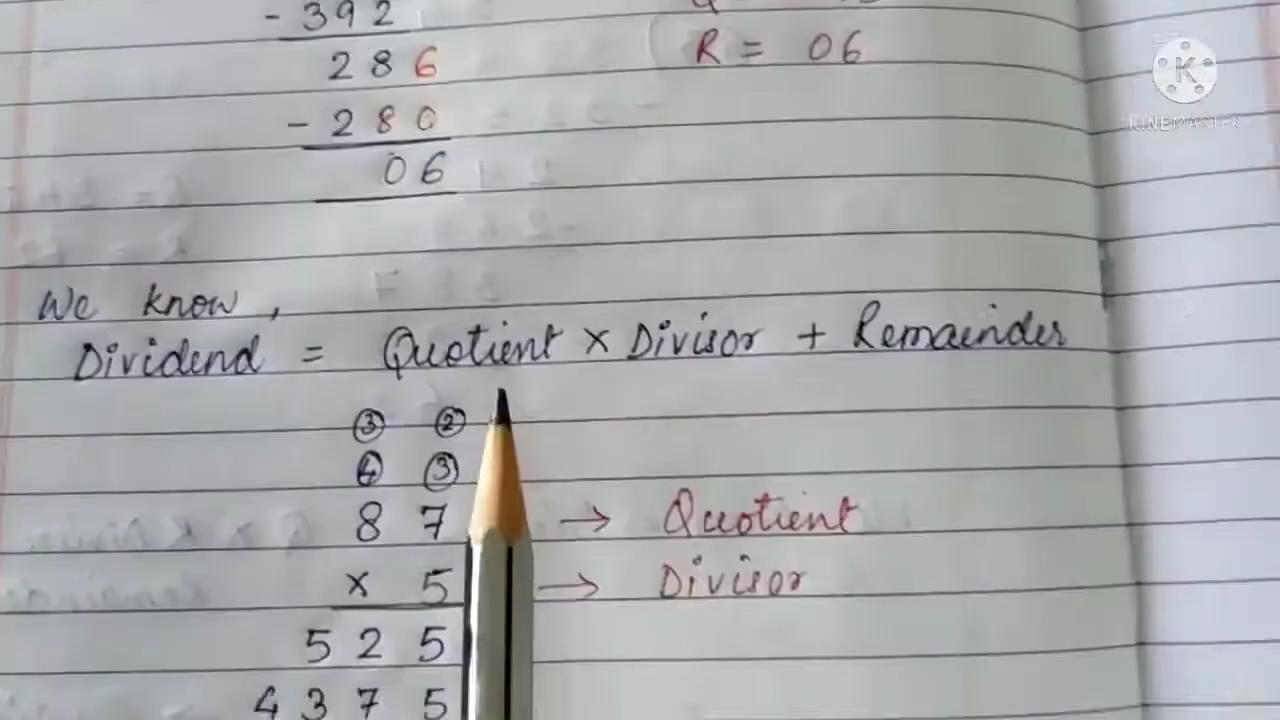 - 392
286
R = 06
- 280
06
KINEMASTER
We know,
Dividend = Quotient × Divisor + Remainder
③ ②
④ ③
8 7 → Quotient
× 5 → Divisor
5 2 5
4 3 7 5